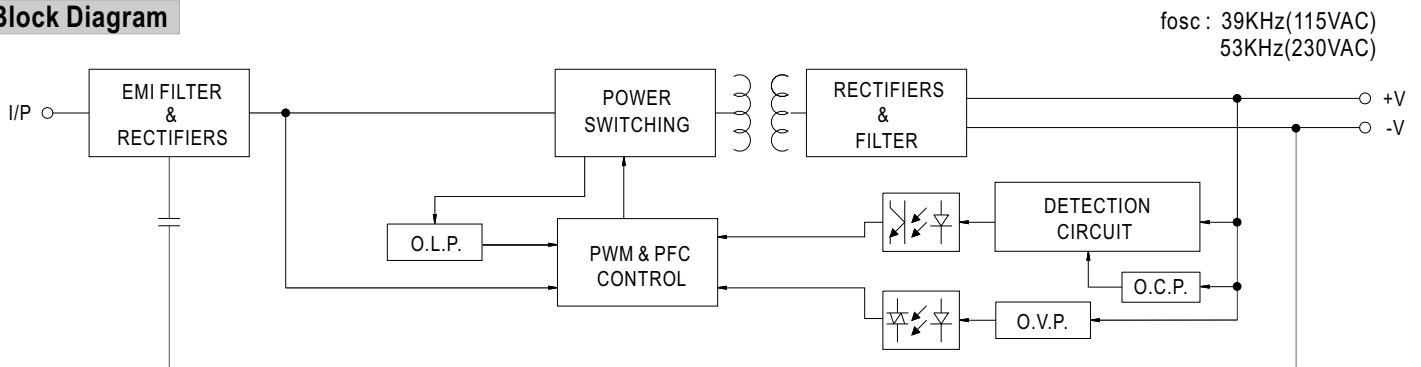 Block Diagram
fosc : 39KHz(115VAC)
53KHz(230VAC)
I/P
EMI FILTER
&
RECTIFIERS
POWER
SWITCHING
RECTIFIERS
&
FILTER
+V
-V
O.L.P.
PWM & PFC
CONTROL
DETECTION
CIRCUIT
O.C.P.
O.V.P.